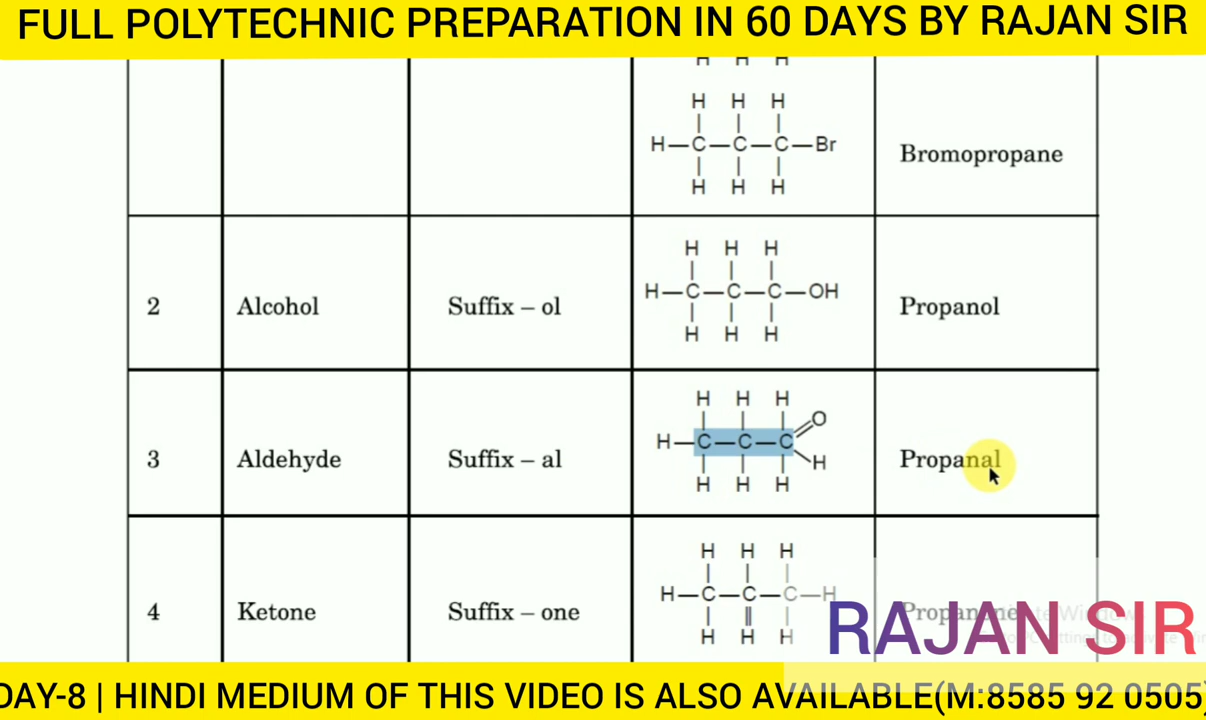 FULL POLYTECHNIC PREPARATION IN 60 DAYS BY RAJAN SIR
H H H
H H H
H—C—C—C—Br
H H H
Bromopropane
H H H
H—C—C—C—OH
H H H
2 Alcohol Suffix – ol Propanol
H H H
O
H—C—C—C
H
H H H
3 Aldehyde Suffix – al Propanal
H H H
H—C—C—C—H
H H H
4 Ketone Suffix – one
RAJAN SIR
DAY-8 | HINDI MEDIUM OF THIS VIDEO IS ALSO AVAILABLE(M:8585 92 0505)